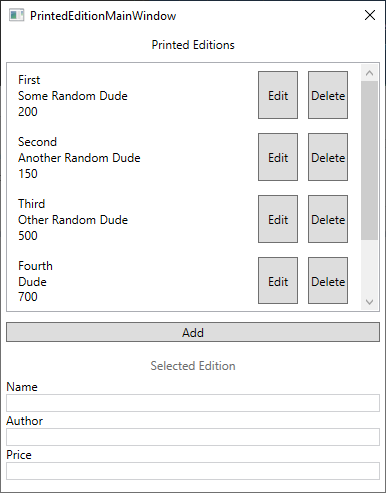 PrintedEditionMainWindow
Printed Editions
First
Some Random Dude
200
Edit
Delete
Second
Another Random Dude
150
Edit
Delete
Third
Other Random Dude
500
Edit
Delete
Fourth
Dude
700
Edit
Delete
Add
Selected Edition
Name
Author
Price